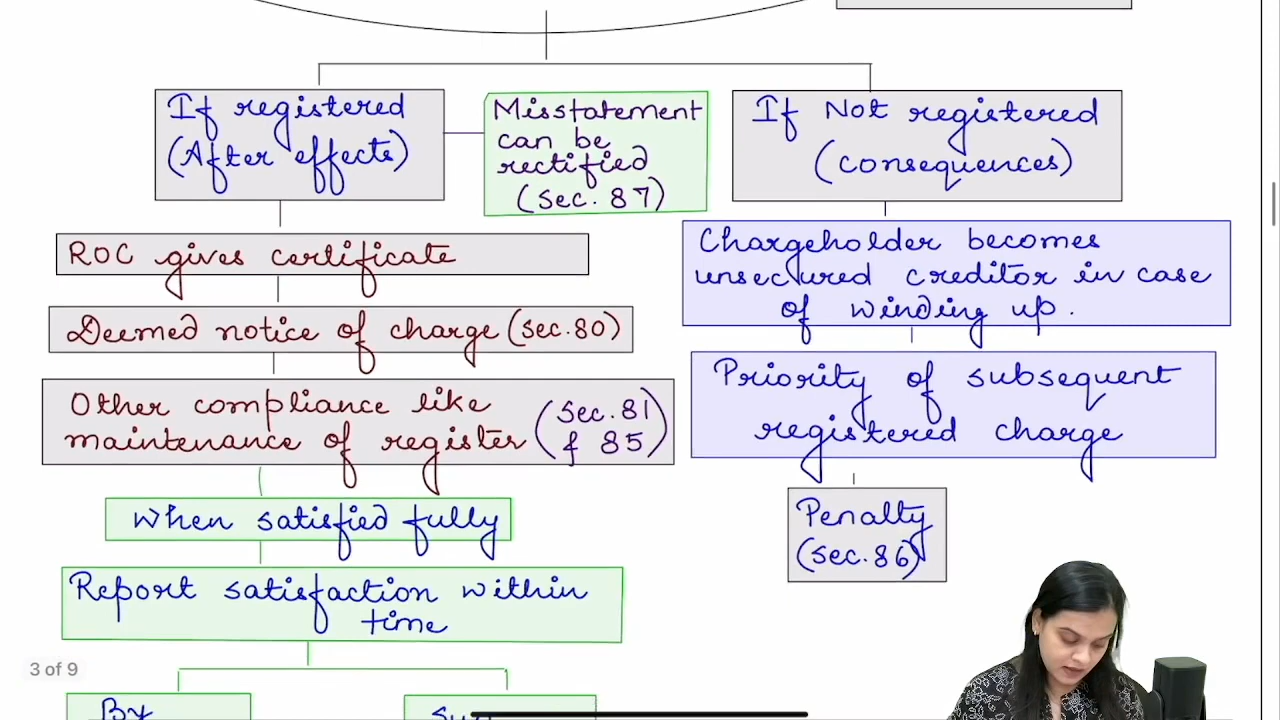 If registered
(After effects)
Misstatement
can be
rectified
(Sec. 87)
If Not registered
(consequences)
ROC gives certificate
Deemed notice of charge (sec.80)
Other compliance like
maintenance of register
(Sec. 81
& 85)
When satisfied fully
Report satisfaction within
time
Chargeholder becomes
unsecured creditor in case
of winding up.
Priority of subsequent
registered charge
Penalty
(sec. 86)
3 of 9
By